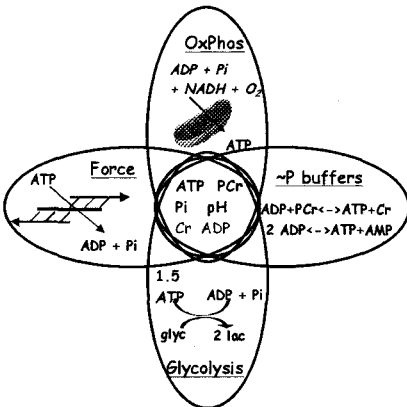 OxPhos
ADP + Pi
+ NADH + O₂
ATP
Force
ATP
ADP + Pi
ATP PCr
Pi pH
Cr ADP
~P buffers
ADP+PCr<->ATP+Cr
2 ADP<->ATP+AMP
1.5
ATP ADP + Pi
glyc 2 lac
Glycolysis